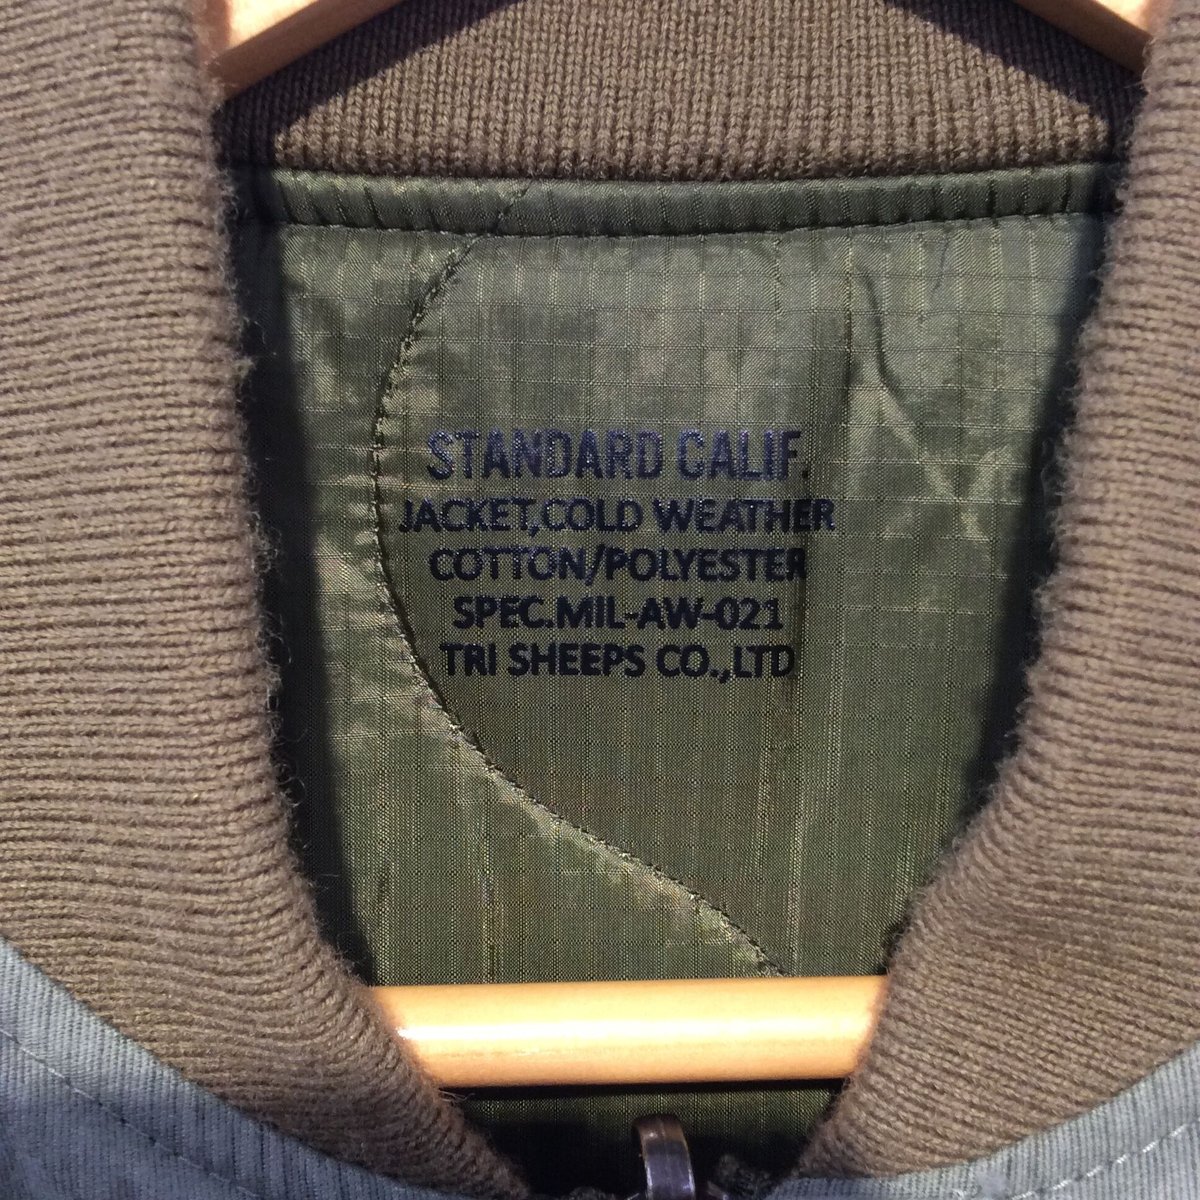 STANDARD CALIF.
JACKET,COLD WEATHER
COTTON/POLYESTER
SPEC.MIL-AW-021
TRI SHEEPS CO.,LTD